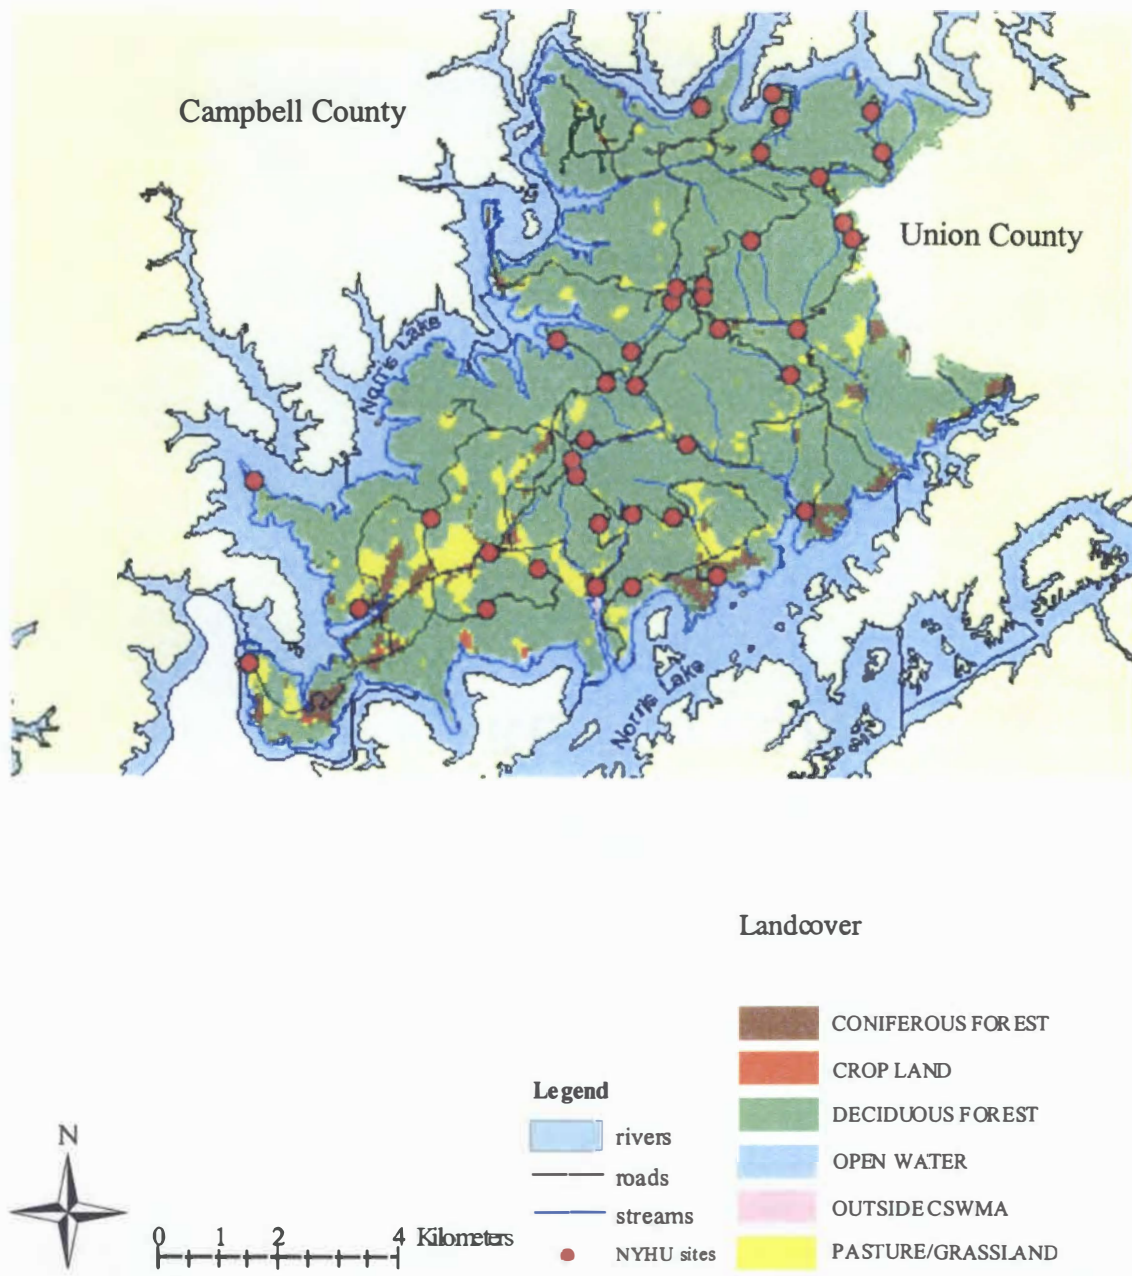 Campbell County
Union County
Norris Lake
Norris Lake
Landcover
CONIFEROUS FOREST
CROP LAND
DECIDUOUS FOREST
OPEN WATER
OUTSIDE CSWMA
PASTURE/GRASSLAND
Legend
rivers
roads
streams
NYHU sites
N
0 1 2 4 Kilometers